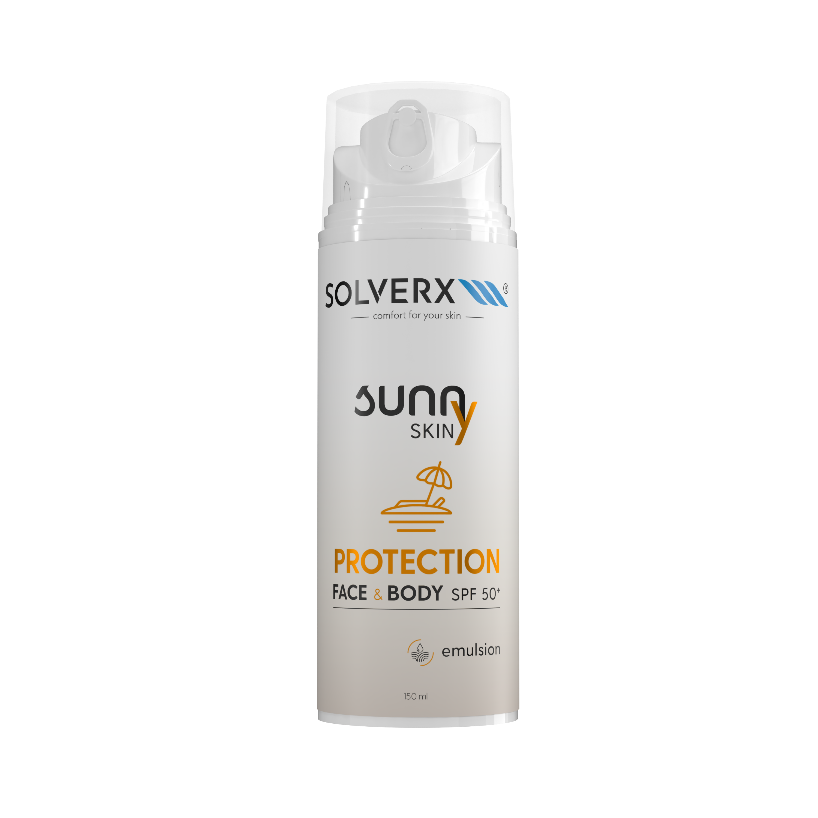 SOLVERX®
comfort for your skin
sunny
SKIN
PROTECTION
FACE & BODY SPF 50+
emulsion
150 ml